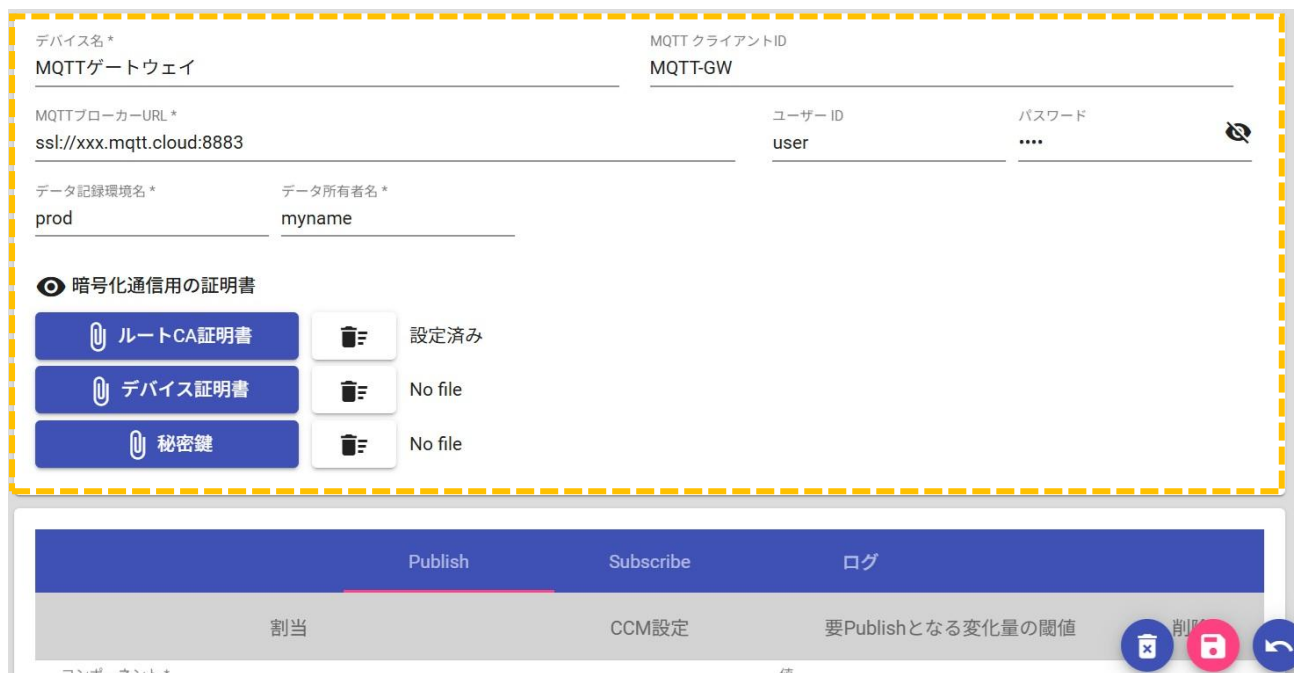 デバイス名 *
MQTT クライアントID
MQTTゲートウェイ
MQTT-GW
MQTTブローカーURL *
ユーザー ID
パスワード
ssl://xxx.mqtt.cloud:8883
user
••••
データ記録環境名 *
データ所有者名 *
prod
myname
暗号化通信用の証明書
ルートCA証明書
設定済み
デバイス証明書
No file
秘密鍵
No file
Publish
Subscribe
ログ
割当
CCM設定
要Publishとなる変化量の閾値
削除